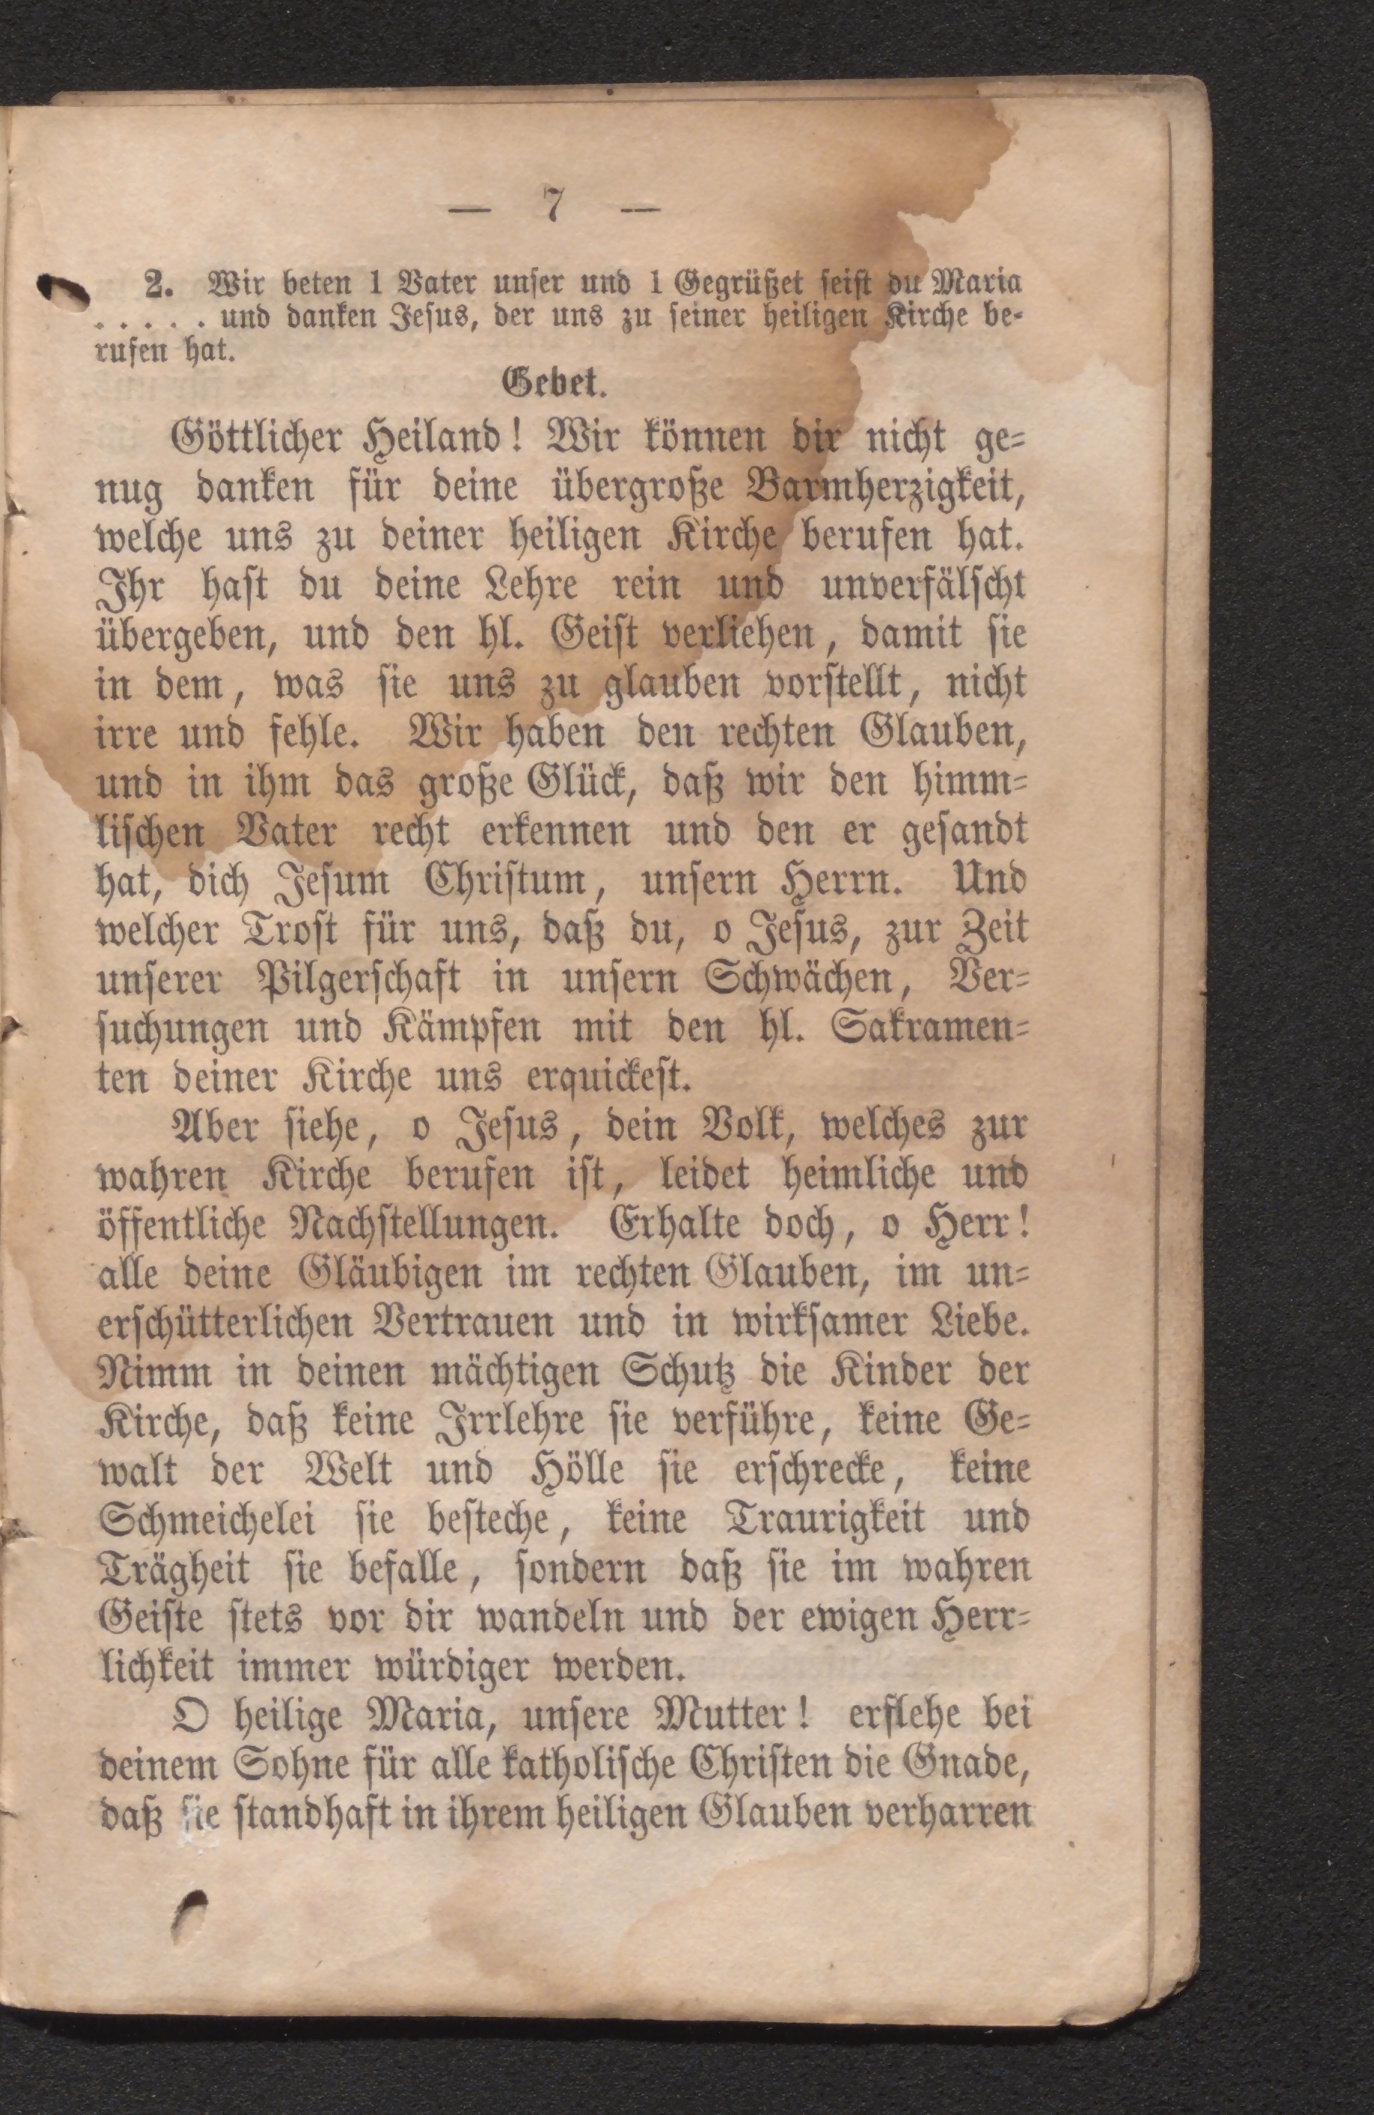 — 7 —
2. Wir beten 1 Vater unser und 1 Gegrüßet seist du Maria
. . . . . und danken Jesus, der uns zu seiner heiligen Kirche be-
rufen hat.
Gebet.
Göttlicher Heiland! Wir können dir nicht ge-
nug danken für deine übergroße Barmherzigkeit,
welche uns zu deiner heiligen Kirche berufen hat.
Ihr hast du deine Lehre rein und unverfälscht
übergeben, und den hl. Geist verliehen, damit sie
in dem, was sie uns zu glauben vorstellt, nicht
irre und fehle. Wir haben den rechten Glauben,
und in ihm das große Glück, daß wir den himm-
lischen Vater recht erkennen und den er gesandt
hat, dich Jesum Christum, unsern Herrn. Und
welcher Trost für uns, daß du, o Jesus, zur Zeit
unserer Pilgerschaft in unsern Schwächen, Ver-
suchungen und Kämpfen mit den hl. Sakramen-
ten deiner Kirche uns erquickest.
Aber siehe, o Jesus, dein Volk, welches zur
wahren Kirche berufen ist, leidet heimliche und
öffentliche Nachstellungen. Erhalte doch, o Herr!
alle deine Gläubigen im rechten Glauben, im un-
erschütterlichen Vertrauen und in wirksamer Liebe.
Nimm in deinen mächtigen Schutz die Kinder der
Kirche, daß keine Irrlehre sie verführe, keine Ge-
walt der Welt und Hölle sie erschrecke, keine
Schmeichelei sie besteche, keine Traurigkeit und
Trägheit sie befalle, sondern daß sie im wahren
Geiste stets vor dir wandeln und der ewigen Herr-
lichkeit immer würdiger werden.
O heilige Maria, unsere Mutter! erflehe bei
deinem Sohne für alle katholische Christen die Gnade,
daß sie standhaft in ihrem heiligen Glauben verharren